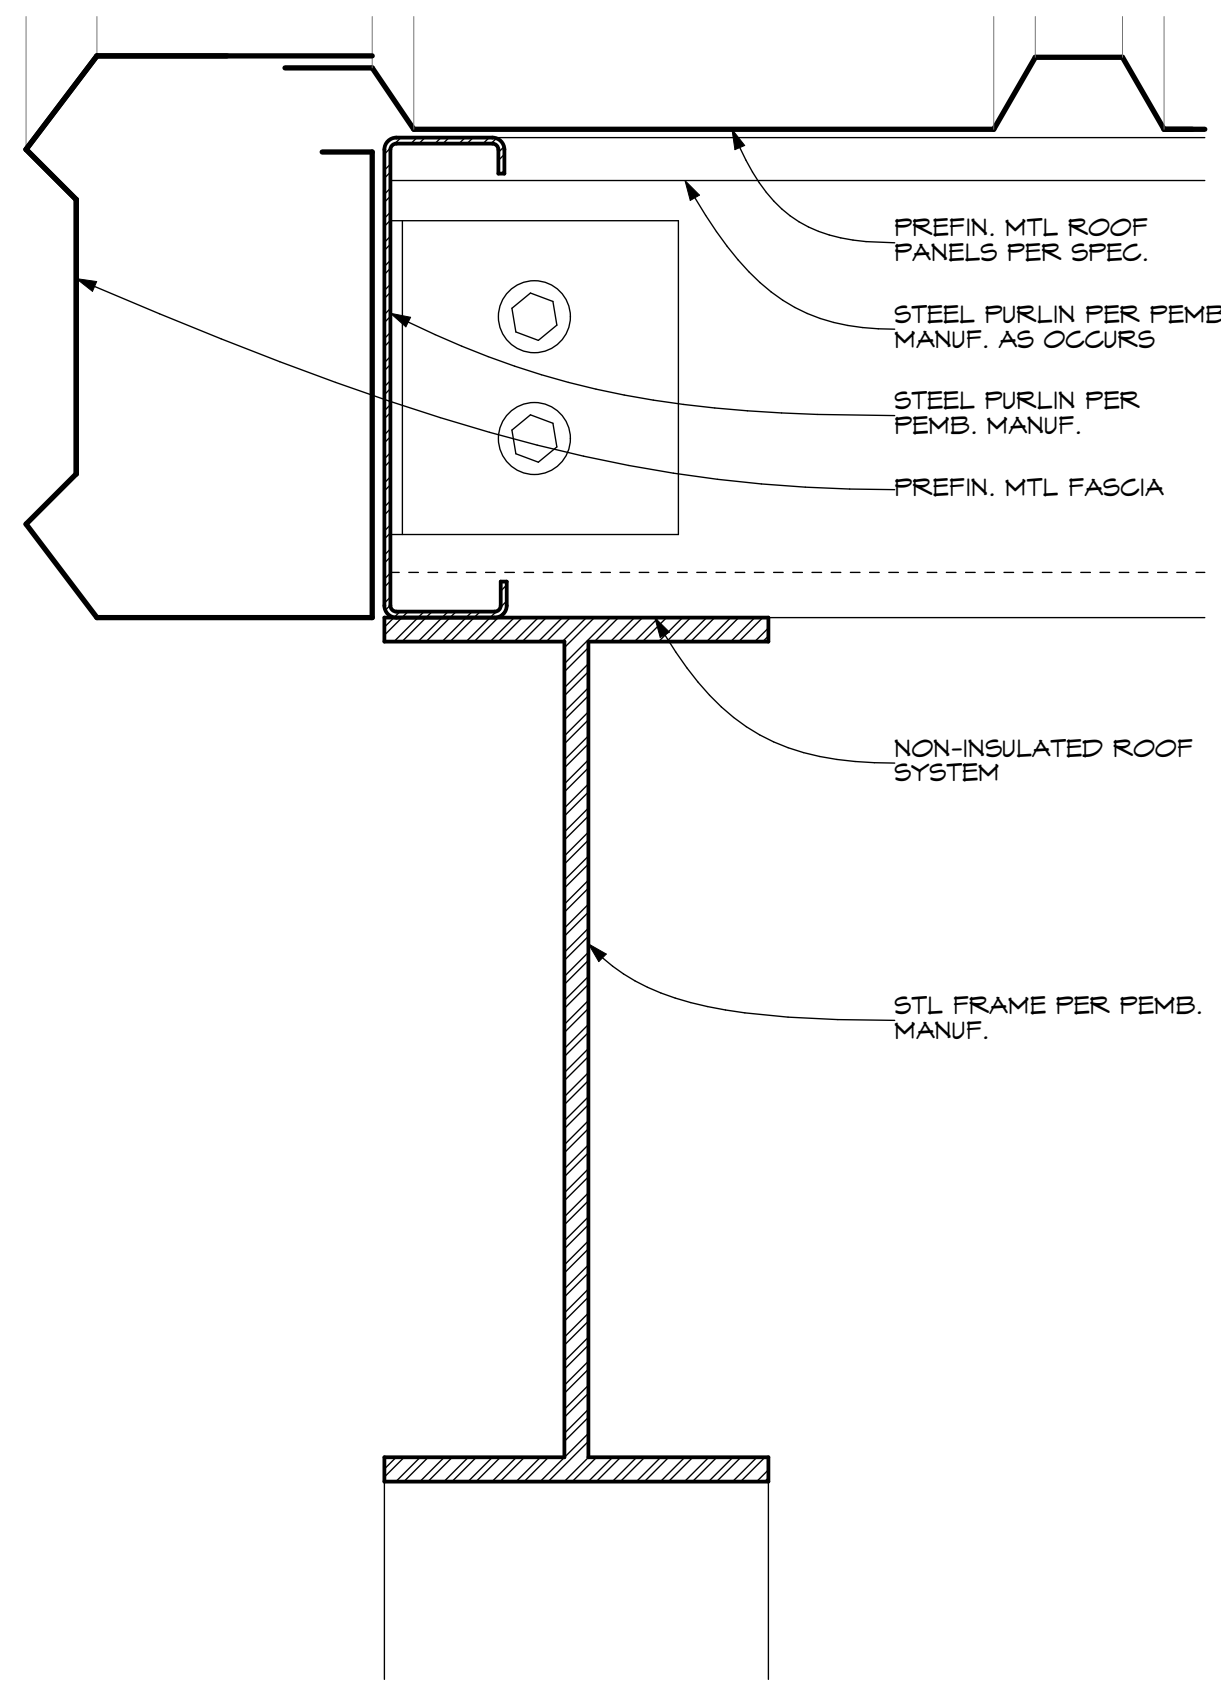 PREFIN. MTL ROOF
PANELS PER SPEC.
STEEL PURLIN PER PEMB
MANUF. AS OCCURS
STEEL PURLIN PER
PEMB. MANUF.
PREFIN. MTL FASCIA
NON-INSULATED ROOF
SYSTEM
STL FRAME PER PEMB.
MANUF.